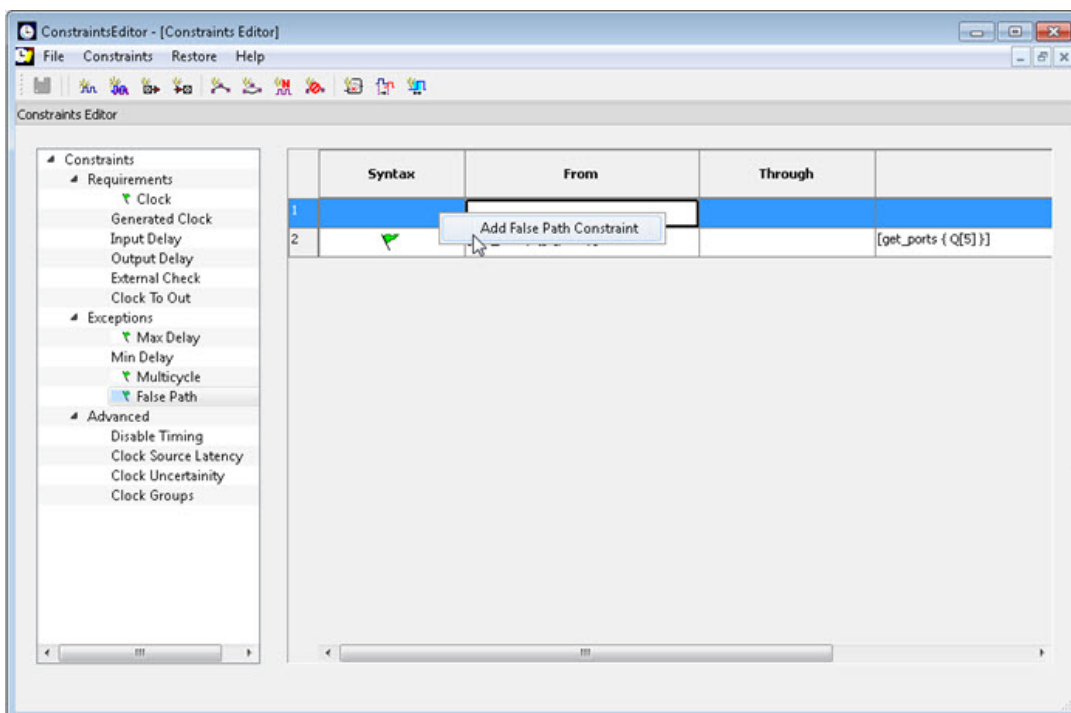 ConstraintsEditor - [Constraints Editor]
File Constraints Restore Help
Constraints Editor
Constraints
Requirements
Clock
Generated Clock
Input Delay
Output Delay
External Check
Clock To Out
Exceptions
Max Delay
Min Delay
Multicycle
False Path
Advanced
Disable Timing
Clock Source Latency
Clock Uncertainity
Clock Groups
Syntax From Through
1
Add False Path Constraint
2 [get_ports { Q[5] }]